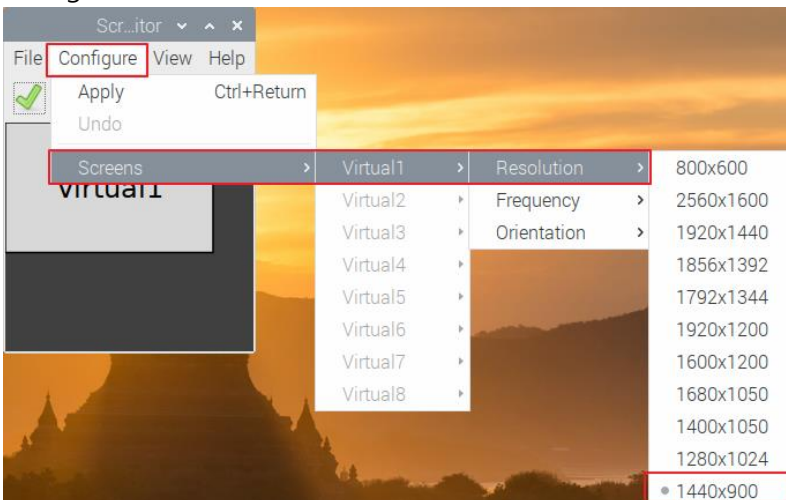 Scr...itor
File Configure View Help
Apply Ctrl+Return
Undo
Screens
Virtual1
Virtual2
Virtual3
Virtual4
Virtual5
Virtual6
Virtual7
Virtual8
Resolution
Frequency
Orientation
800x600
2560x1600
1920x1440
1856x1392
1792x1344
1920x1200
1600x1200
1680x1050
1400x1050
1280x1024
1440x900
virtual1